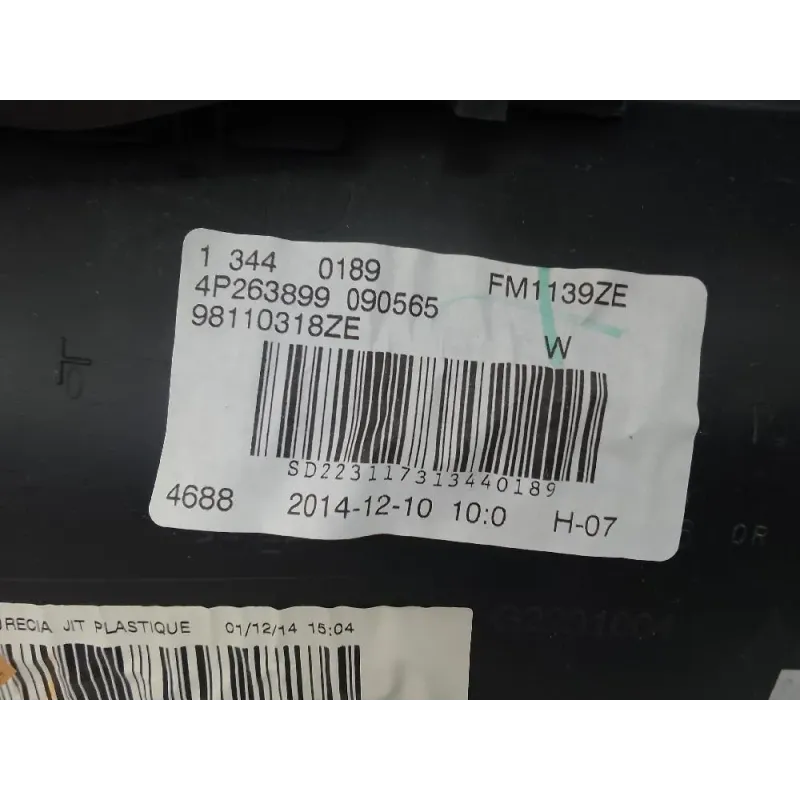 1 344 0189
FM1139ZE
4P263899 090565
98110318ZE
W
SD223117313440189
4688 2014-12-10 10:0 H-07
RECIA JIT PLASTIQUE 01/12/14 15:04